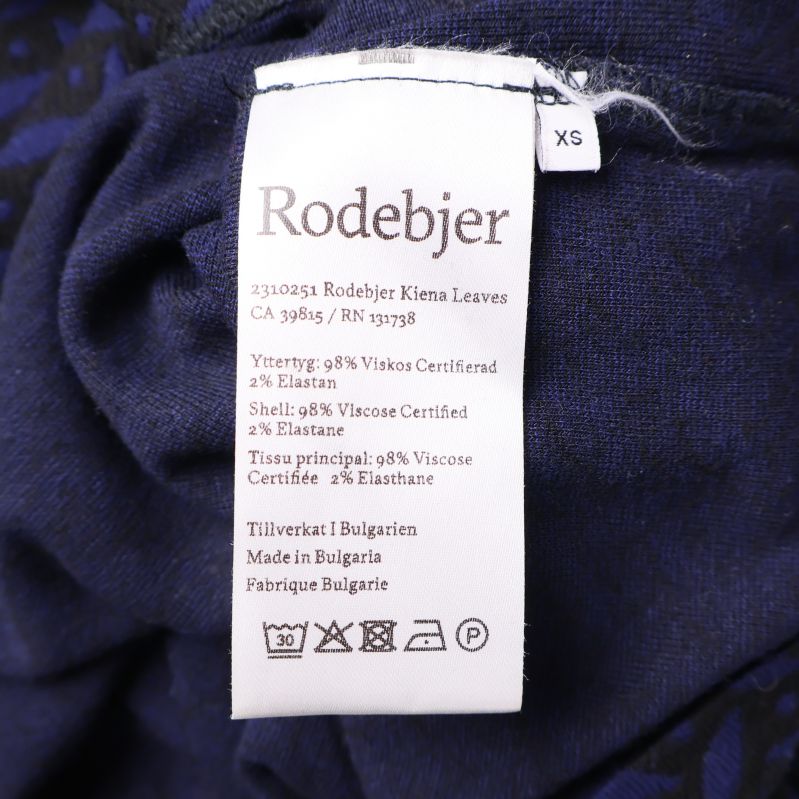 XS
Rodebjer
2310251 Rodebjer Kiena Leaves
CA 39815 / RN 131738
Yttertyg: 98% Viskos Certifierad
2% Elastan
Shell: 98% Viscose Certified
2% Elastane
Tissu principal: 98% Viscose
Certifiée 2% Elasthane
Tillverkat I Bulgarien
Made in Bulgaria
Fabrique Bulgarie
30 P